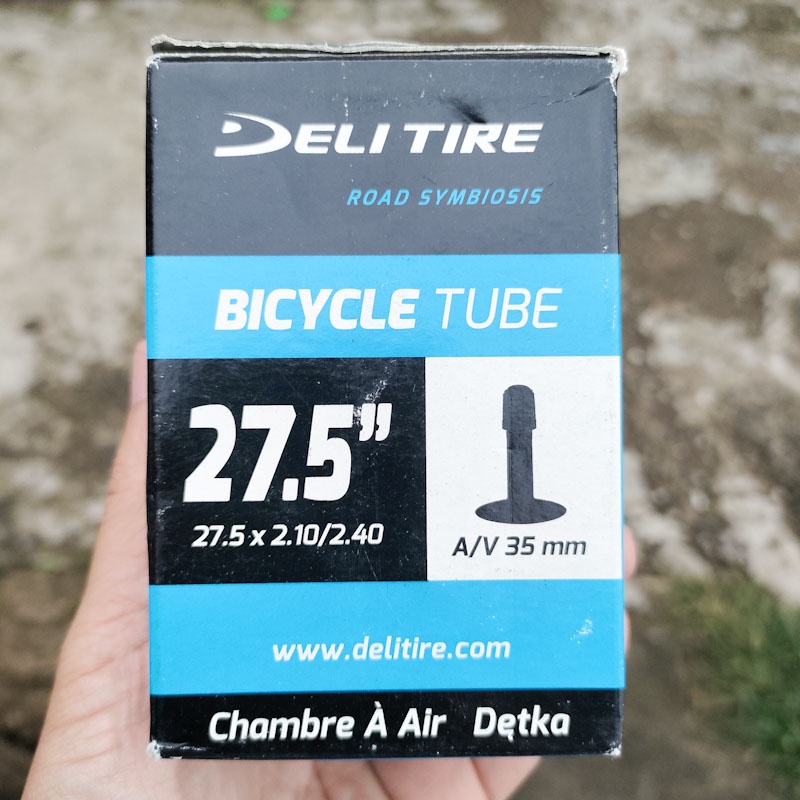 DELI TIRE
ROAD SYMBIOSIS
BICYCLE TUBE
27.5”
27.5 x 2.10/2.40
A/V 35 mm
www.delitire.com
Chambre À Air Dętka